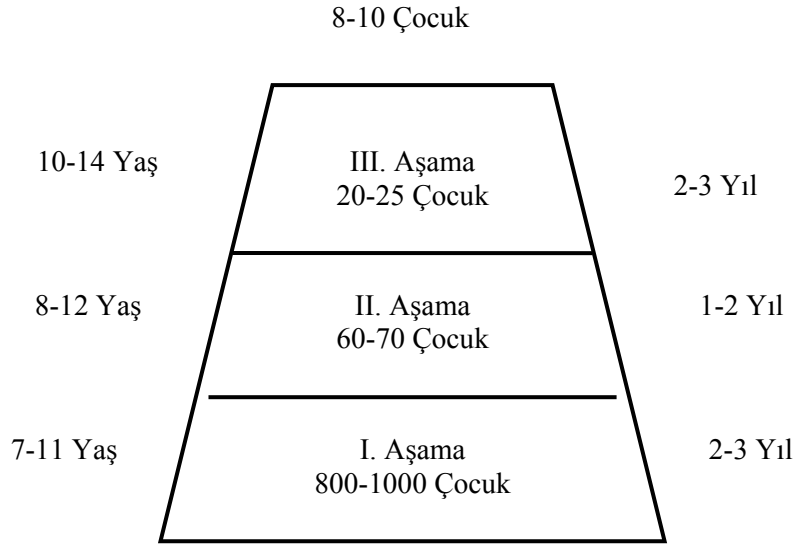 8-10 Çocuk
10-14 Yaş
III. Aşama
20-25 Çocuk
2-3 Yıl
8-12 Yaş
II. Aşama
60-70 Çocuk
1-2 Yıl
7-11 Yaş
I. Aşama
800-1000 Çocuk
2-3 Yıl